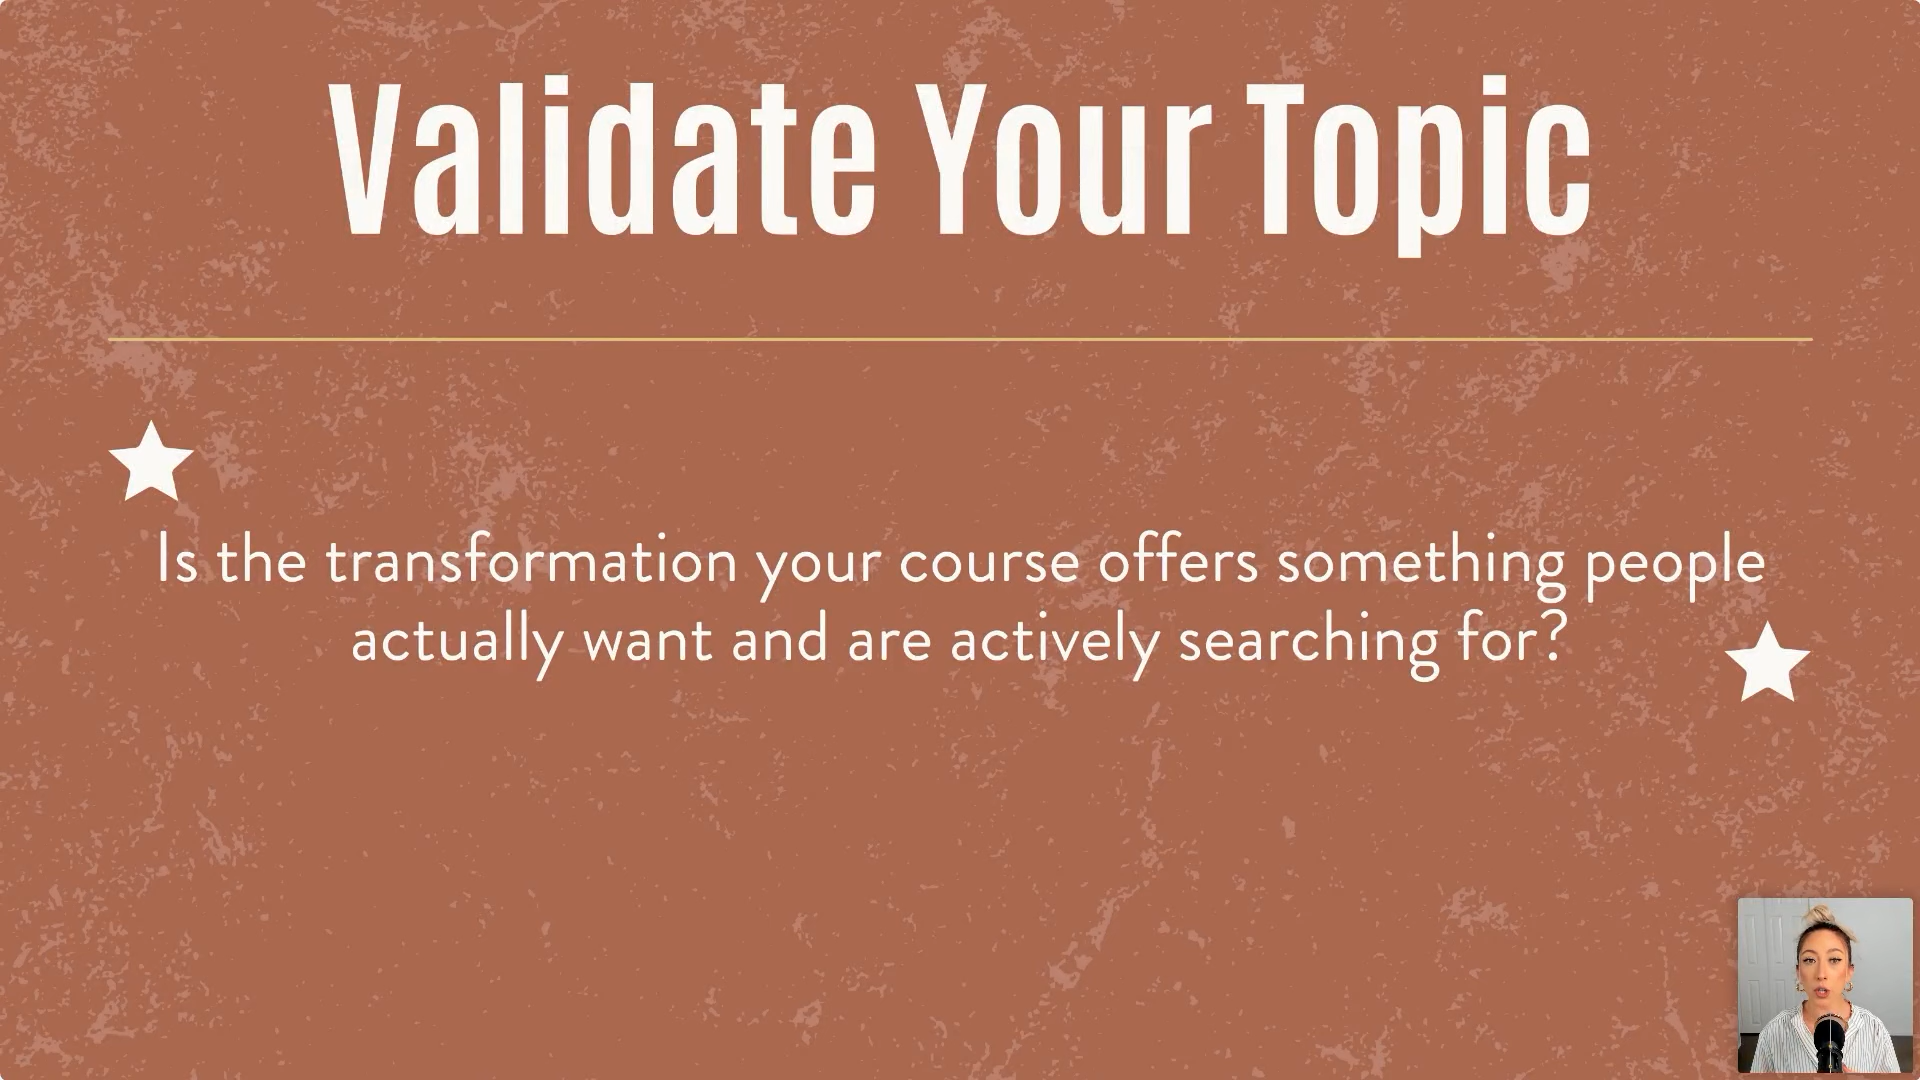 Validate Your Topic
Is the transformation your course offers something people
actually want and are actively searching for?